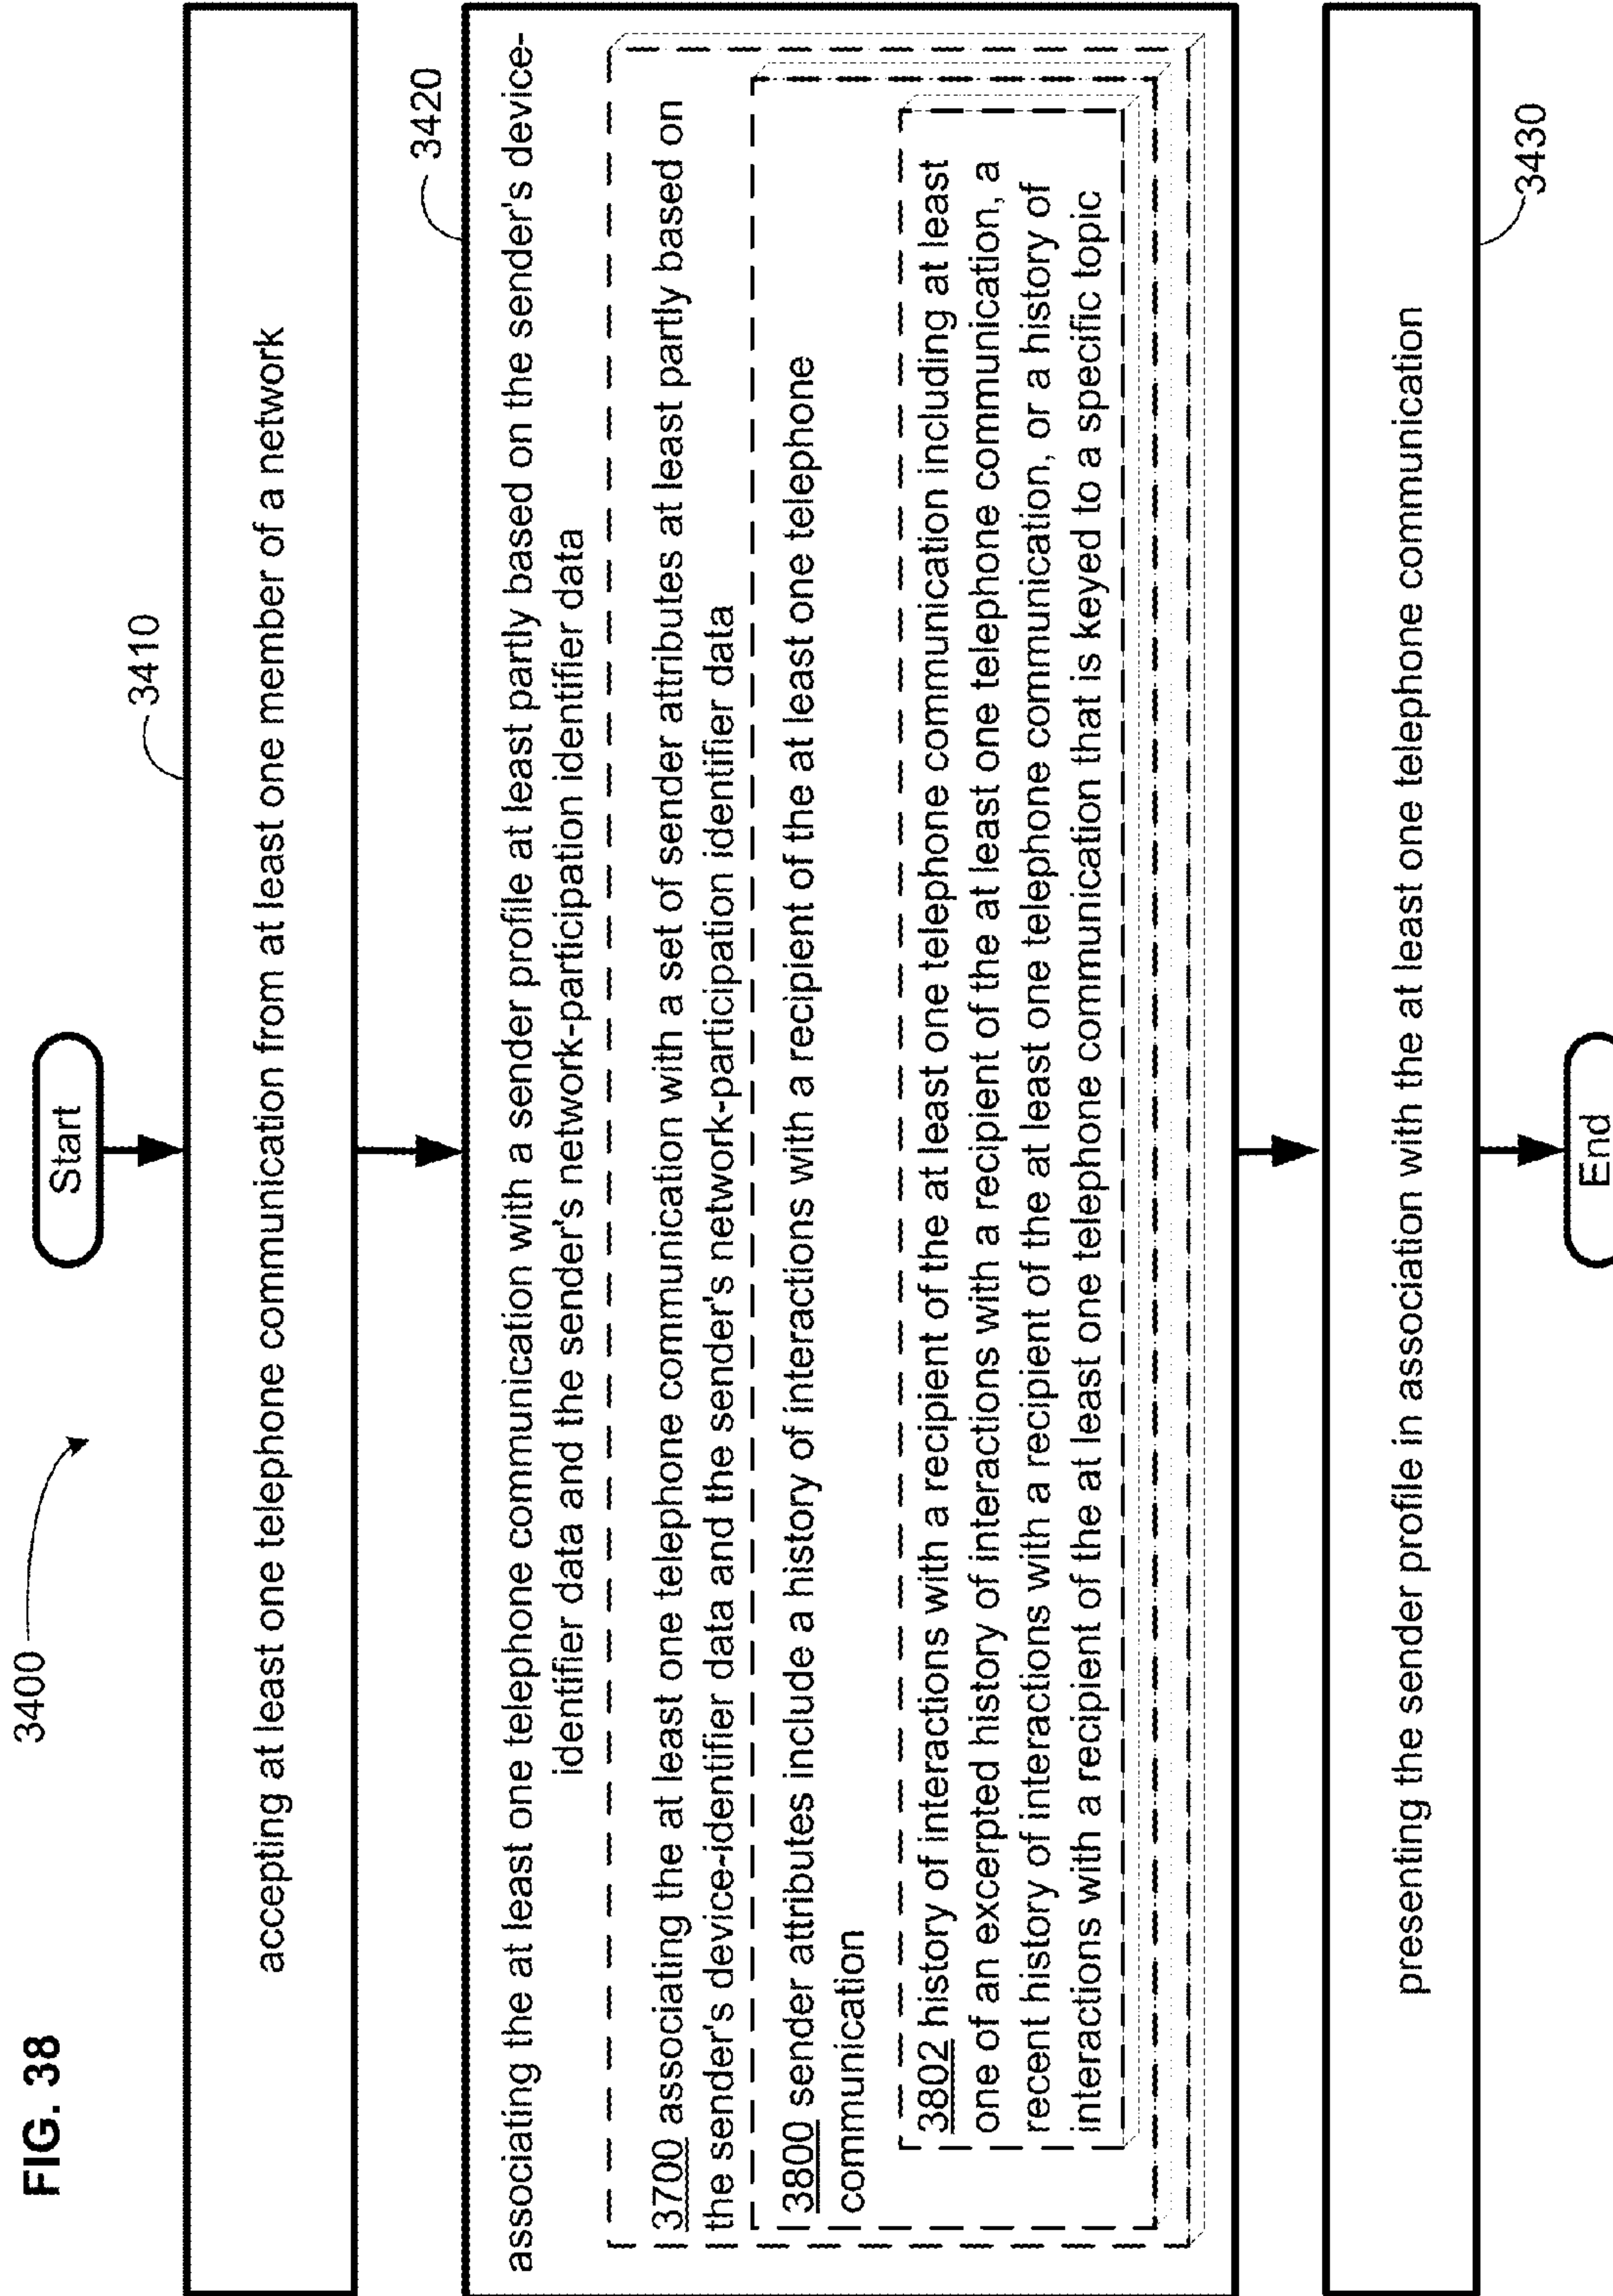 FIG. 38
3400
Start
3410
accepting at least one telephone communication from at least one member of a network
3420
associating the at least one telephone communication with a sender profile at least partly based on the sender's device-
identifier data and the sender's network-participation identifier data
3700 associating the at least one telephone communication with a set of sender attributes at least partly based on
the sender's device-identifier data and the sender's network-participation identifier data
3800 sender attributes include a history of interactions with a recipient of the at least one telephone
communication
3802 history of interactions with a recipient of the at least one telephone communication including at least
one of an excerpted history of interactions with a recipient of the at least one telephone communication, a
recent history of interactions with a recipient of the at least one telephone communication, or a history of
interactions with a recipient of the at least one telephone communication that is keyed to a specific topic
presenting the sender profile in association with the at least one telephone communication
3430
End